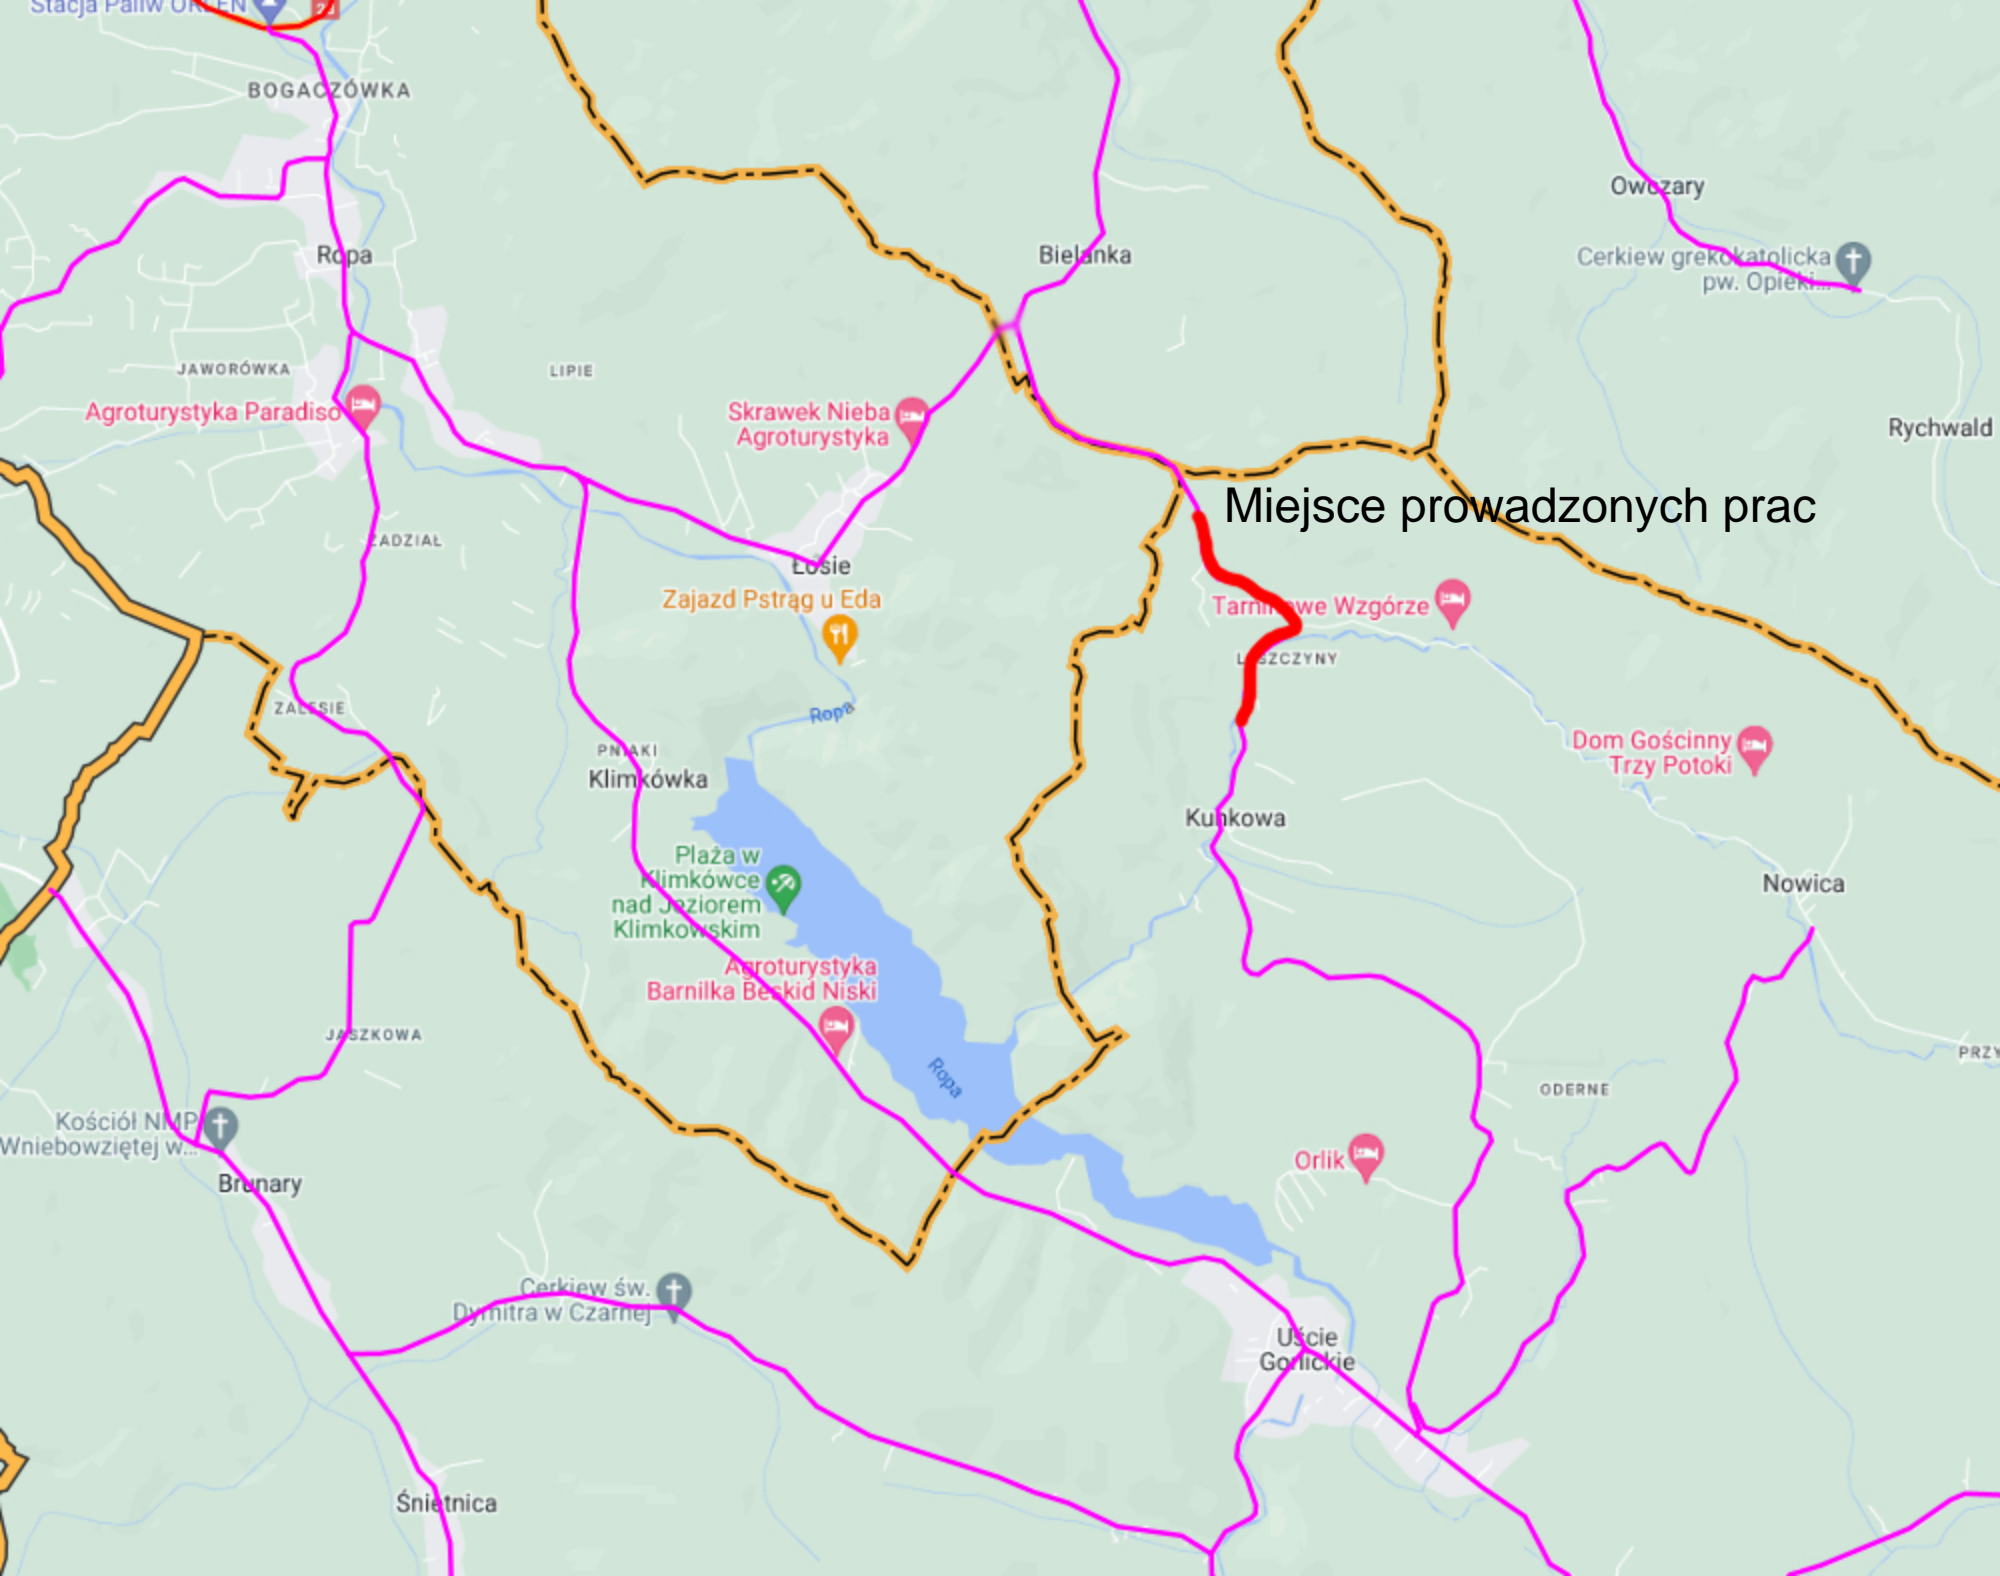 Stacja Paliw ORLEN
BOGACZÓWKA
Ropa
Bielanka
Owczary
Cerkiew grekokatolicka
pw. Opieki...
JAWORÓWKA
LIPIE
Agroturystyka Paradiso
Skrawek Nieba
Agroturystyka
Rychwald
Miejsce prowadzonych prac
ZADZIAŁ
Łosie
Zajazd Pstrąg u Eda
Tarninowe Wzgórze
LESZCZYNY
ZALESIE
Ropa
PNIAKI
Klimkówka
Dom Gościnny
Trzy Potoki
Kunkowa
Plaża w
Klimkówce
nad Jeziorem
Klimkowskim
Nowica
Agroturystyka
Barnilka Beskid Niski
JASZKOWA
Ropa
PRZY
ODERNE
Kościół NMP
Wniebowziętej w...
Orlik
Brunary
Cerkiew św.
Dymitra w Czarnej
Uście
Gorlickie
Śnietnica